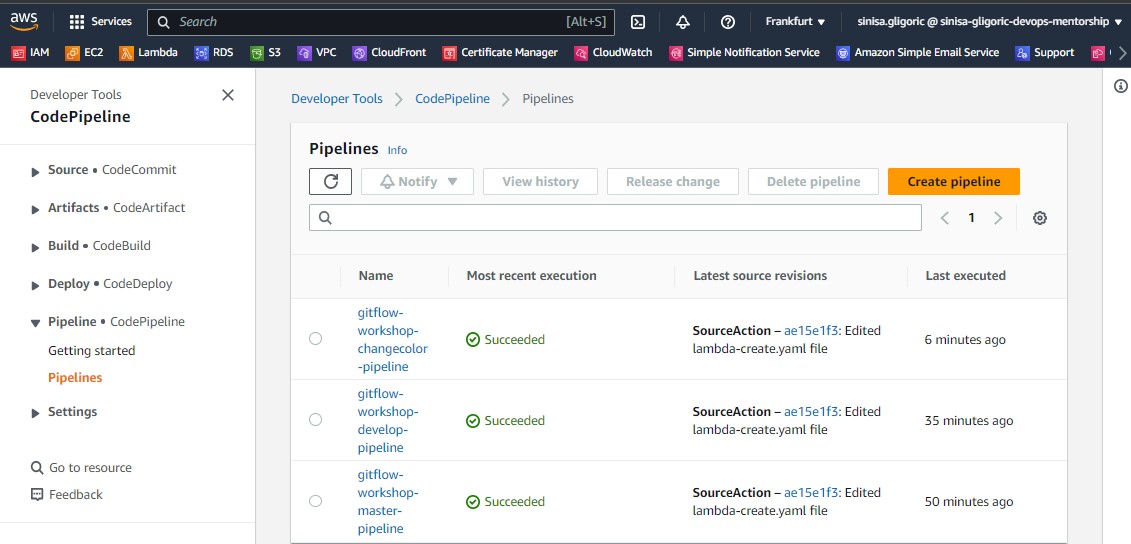 aws
Services
Search
[Alt+S]
Frankfurt
sinisa.gligoric @ sinisa-gligoric-devops-mentorship
IAM
EC2
Lambda
RDS
S3
VPC
CloudFront
Certificate Manager
CloudWatch
Simple Notification Service
Amazon Simple Email Service
Support
Developer Tools
CodePipeline
Source • CodeCommit
Artifacts • CodeArtifact
Build • CodeBuild
Deploy • CodeDeploy
Pipeline • CodePipeline
Getting started
Pipelines
Settings
Go to resource
Feedback
Developer Tools
CodePipeline
Pipelines
Pipelines Info
Notify
View history
Release change
Delete pipeline
Create pipeline
1
Name
Most recent execution
Latest source revisions
Last executed
gitflow-
workshop-
changecolor
-pipeline
Succeeded
SourceAction – ae15e1f3: Edited
lambda-create.yaml file
6 minutes ago
gitflow-
workshop-
develop-
pipeline
Succeeded
SourceAction – ae15e1f3: Edited
lambda-create.yaml file
35 minutes ago
gitflow-
workshop-
master-
pipeline
Succeeded
SourceAction – ae15e1f3: Edited
lambda-create.yaml file
50 minutes ago